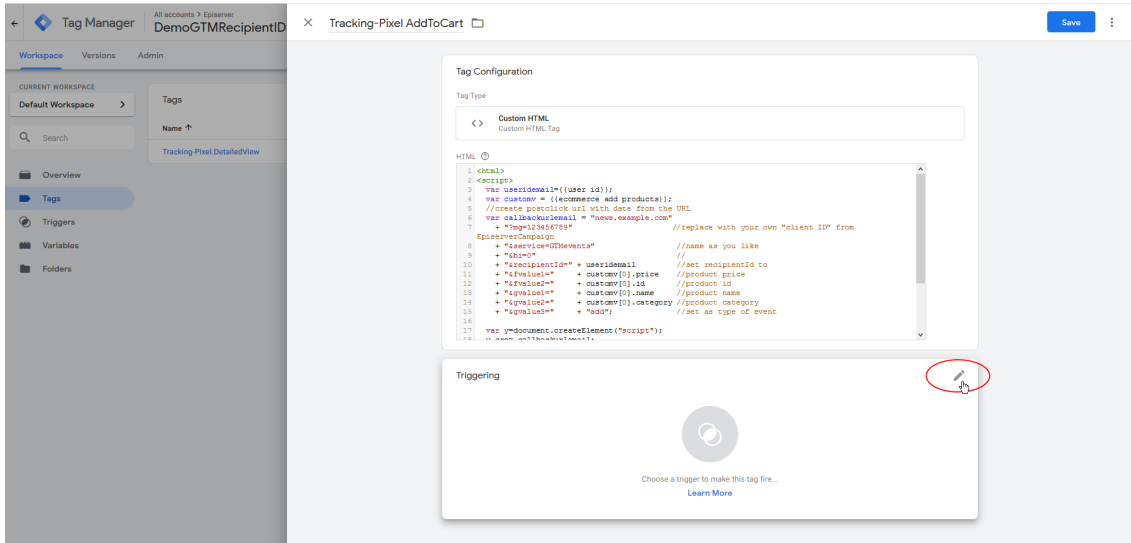 Tag Manager
All accounts > Episerver
DemoGTMRecipientID
Tracking-Pixel AddToCart
Save
Workspace Versions Admin
CURRENT WORKSPACE
Default Workspace
Search
Overview
Tags
Triggers
Variables
Folders
Tags
Name
Tracking-Pixel.DetailedView
Tag Configuration
Tag Type
Custom HTML
Custom HTML Tag
HTML
1 <html>
2 <script>
3 var useridemail={{user id}};
4 var customv = {{ecommerce add products}};
5 //create postclick url with data from the URL
6 var callbackurlemail = "news.example.com"
7 + "?mg=123456789" //replace with your own "client ID" from
EpiserverCampaign
8 + "&service=GTMevents" //name as you like
9 + "&bi=0" //
10 + "&recipientId=" + useridemail //set recipientId to
11 + "&fvalue1=" + customv[0].price //product price
12 + "&fvalue2=" + customv[0].id //product id
13 + "&gvalue1=" + customv[0].name //product name
14 + "&gvalue2=" + customv[0].category //product category
15 + "&gvalue3=" + "add"; //set as type of event
16
17 var y=document.createElement("script");
18 y.src= callbackurlemail;
Triggering
Choose a trigger to make this tag fire...
Learn More